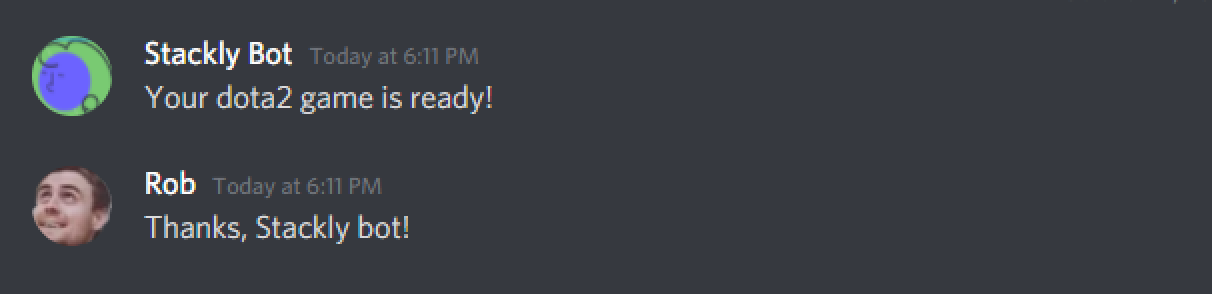 Stackly Bot Today at 6:11 PM
Your dota2 game is ready!
Rob Today at 6:11 PM
Thanks, Stackly bot!